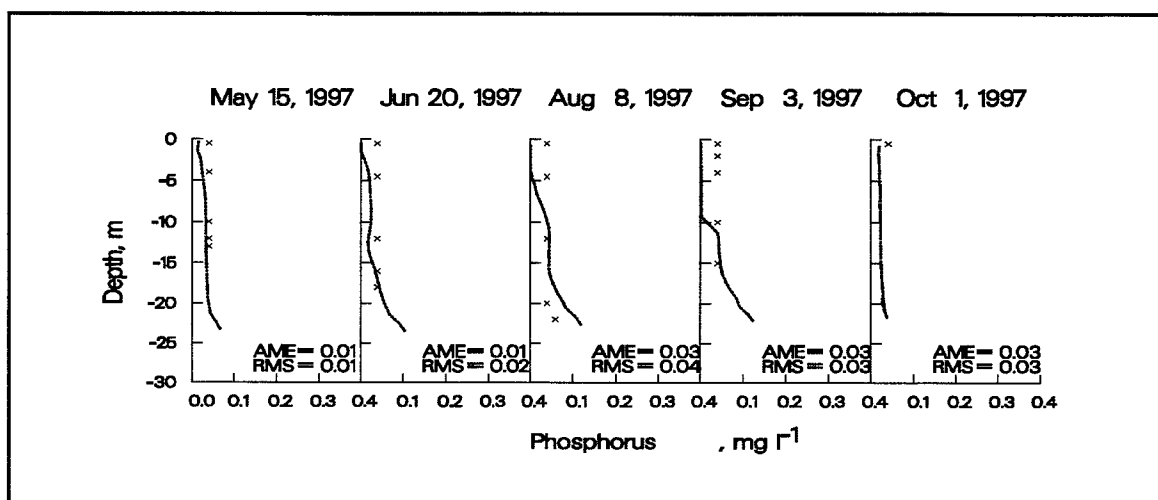 May 15, 1997 Jun 20, 1997 Aug 8, 1997 Sep 3, 1997 Oct 1, 1997
0
-5
-10
-15
-20
-25
-30
Depth, m
AME= 0.01 AME= 0.01 AME= 0.03 AME= 0.03 AME= 0.03
RMS= 0.01 RMS= 0.02 RMS= 0.04 RMS= 0.03 RMS= 0.03
0.0 0.1 0.2 0.3 0.4 0.1 0.2 0.3 0.4 0.1 0.2 0.3 0.4 0.1 0.2 0.3 0.4 0.1 0.2 0.3 0.4
Phosphorus , mg l⁻¹